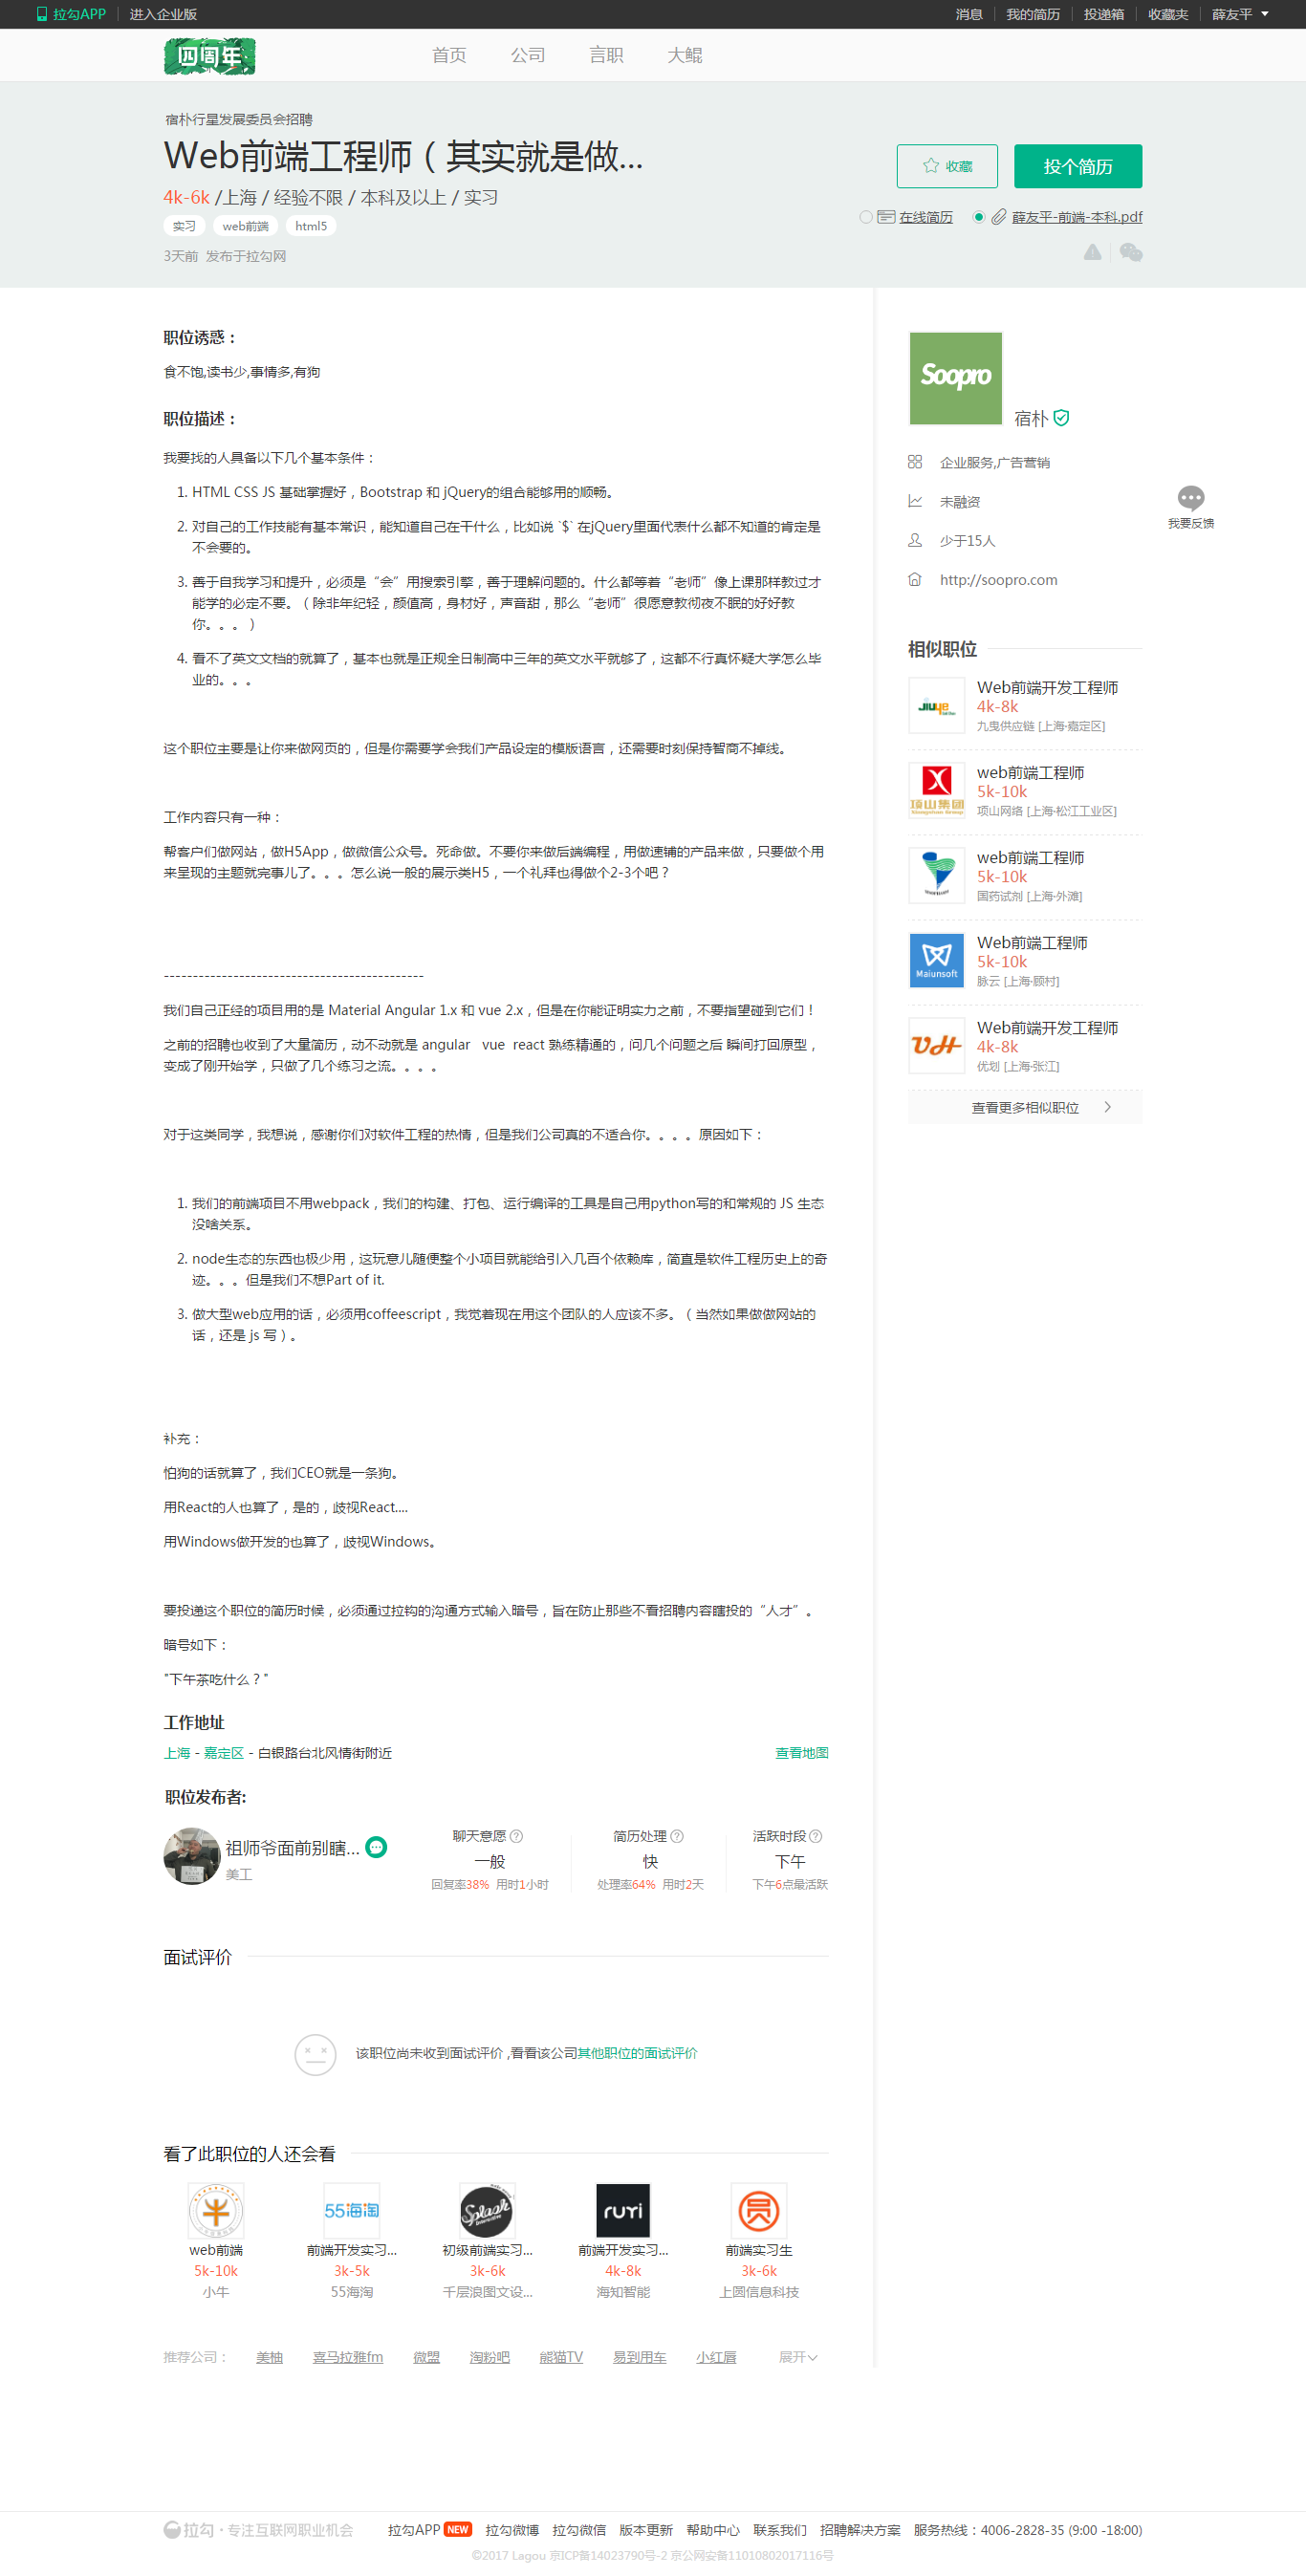 拉勾APP 进入企业版 消息 我的简历 投递箱 收藏夹 薛友平
四周年 首页 公司 言职 大鲲
宿朴行星发展委员会招聘
Web前端工程师（其实就是做...
收藏 投个简历
4k-6k /上海 / 经验不限 / 本科及以上 / 实习
在线简历 薛友平-前端-本科.pdf
实习 web前端 html5
3天前 发布于拉勾网
职位诱惑：
食不饱,读书少,事情多,有狗
职位描述：
我要找的人具备以下几个基本条件：
1. HTML CSS JS 基础掌握好，Bootstrap 和 jQuery的组合能够用的顺畅。
2. 对自己的工作技能有基本常识，能知道自己在干什么，比如说 `$` 在jQuery里面代表什么都不知道的肯定是
不会要的。
3. 善于自我学习和提升，必须是“会”用搜索引擎，善于理解问题的。什么都等着“老师”像上课那样教过才
能学的必定不要。（除非年纪轻，颜值高，身材好，声音甜，那么“老师”很愿意教彻夜不眠的好好教
你。。。）
4. 看不了英文文档的就算了，基本也就是正规全日制高中三年的英文水平就够了，这都不行真怀疑大学怎么毕
业的。。。
这个职位主要是让你来做网页的，但是你需要学会我们产品设定的模版语言，还需要时刻保持智商不掉线。
工作内容只有一种：
帮客户们做网站，做H5App，做微信公众号。死命做。不要你来做后端编程，用做速铺的产品来做，只要做个用
来呈现的主题就完事儿了。。。怎么说一般的展示类H5，一个礼拜也得做个2-3个吧？
---------------------------------------------
我们自己正经的项目用的是 Material Angular 1.x 和 vue 2.x，但是在你能证明实力之前，不要指望碰到它们！
之前的招聘也收到了大量简历，动不动就是 angular vue react 熟练精通的，问几个问题之后 瞬间打回原型，
变成了刚开始学，只做了几个练习之流。。。。
对于这类同学，我想说，感谢你们对软件工程的热情，但是我们公司真的不适合你。。。。原因如下：
1. 我们的前端项目不用webpack，我们的构建、打包、运行编译的工具是自己用python写的和常规的 JS 生态
没啥关系。
2. node生态的东西也极少用，这玩意儿随便整个小项目就能给引入几百个依赖库，简直是软件工程历史上的奇
迹。。。但是我们不想Part of it.
3. 做大型web应用的话，必须用coffeescript，我觉着现在用这个团队的人应该不多。（当然如果做做网站的
话，还是 js 写）。
补充：
怕狗的话就算了，我们CEO就是一条狗。
用React的人也算了，是的，歧视React....
用Windows做开发的也算了，歧视Windows。
要投递这个职位的简历时候，必须通过拉钩的沟通方式输入暗号，旨在防止那些不看招聘内容瞎投的“人才”。
暗号如下：
"下午茶吃什么？"
工作地址
上海 - 嘉定区 - 白银路台北风情街附近 查看地图
职位发布者:
祖师爷面前别瞎...
美工
聊天意愿 简历处理 活跃时段
一般 快 下午
回复率38% 用时1小时 处理率64% 用时2天 下午6点最活跃
面试评价
该职位尚未收到面试评价 ,看看该公司其他职位的面试评价
看了此职位的人还会看
55海淘 Splash ruyi
web前端 前端开发实习... 初级前端实习... 前端开发实习... 前端实习生
5k-10k 3k-5k 3k-6k 4k-8k 3k-6k
小牛 55海淘 千层浪图文设... 海知智能 上圆信息科技
推荐公司： 美柚 喜马拉雅fm 微盟 淘粉吧 熊猫TV 易到用车 小红唇 展开
Soopro
宿朴
企业服务,广告营销
未融资
少于15人
http://soopro.com
我要反馈
相似职位
Jiuye
Web前端开发工程师
4k-8k
九曳供应链 [上海·嘉定区]
项山集团
web前端工程师
5k-10k
项山网络 [上海·松江工业区]
web前端工程师
5k-10k
国药试剂 [上海·外滩]
Maiunsoft
Web前端工程师
5k-10k
脉云 [上海·顾村]
Web前端开发工程师
4k-8k
优划 [上海·张江]
查看更多相似职位
拉勾 · 专注互联网职业机会 拉勾APP NEW 拉勾微博 拉勾微信 版本更新 帮助中心 联系我们 招聘解决方案 服务热线：4006-2828-35 (9:00 -18:00)
©2017 Lagou 京ICP备14023790号-2 京公网安备11010802017116号